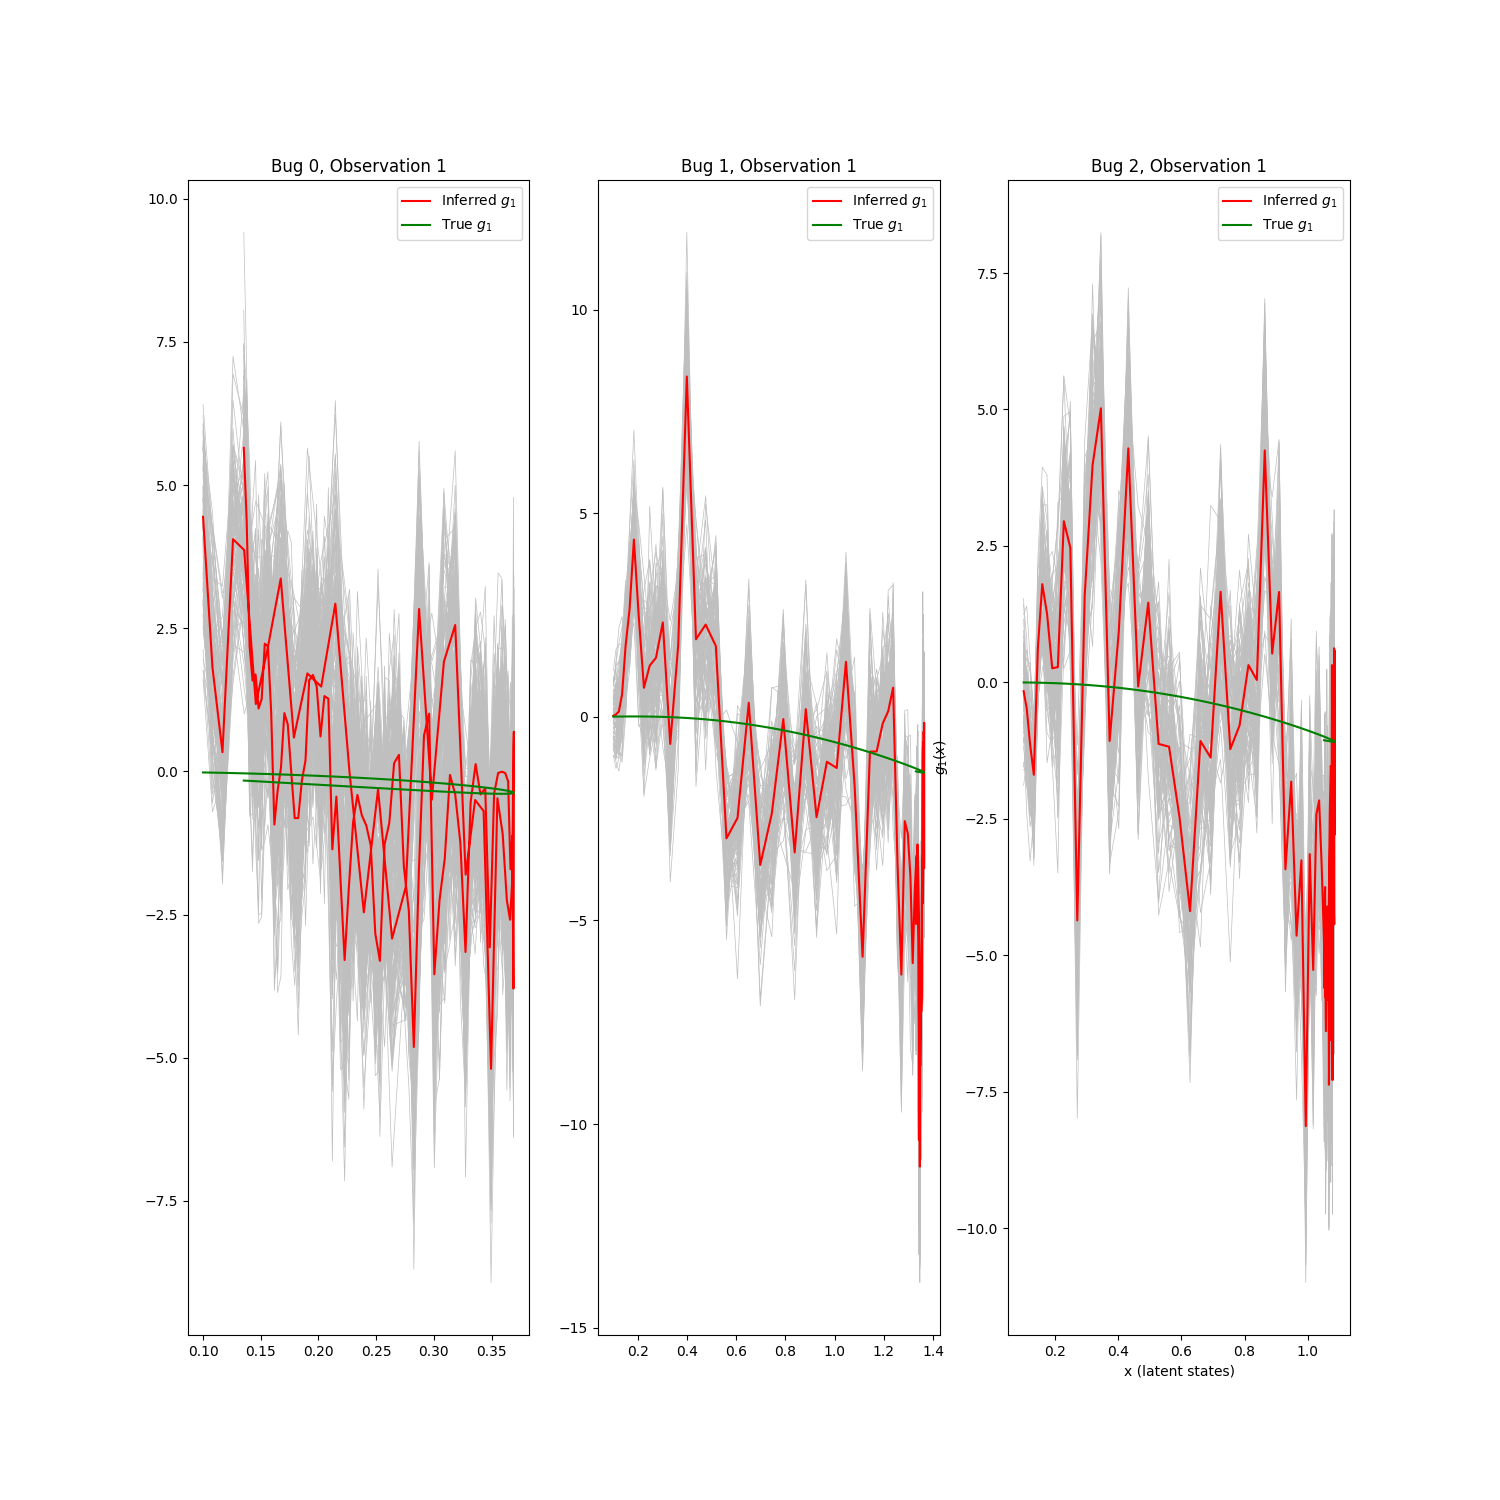 Bug 0, Observation 1
Inferred g₁
True g₁
10.0
7.5
5.0
2.5
0.0
−2.5
−5.0
−7.5
0.10 0.15 0.20 0.25 0.30 0.35
Bug 1, Observation 1
Inferred g₁
True g₁
10
5
0
−5
−10
−15
0.2 0.4 0.6 0.8 1.0 1.2 1.4
Bug 2, Observation 1
Inferred g₁
True g₁
g₁(x)
7.5
5.0
2.5
0.0
−2.5
−5.0
−7.5
−10.0
0.2 0.4 0.6 0.8 1.0
x (latent states)